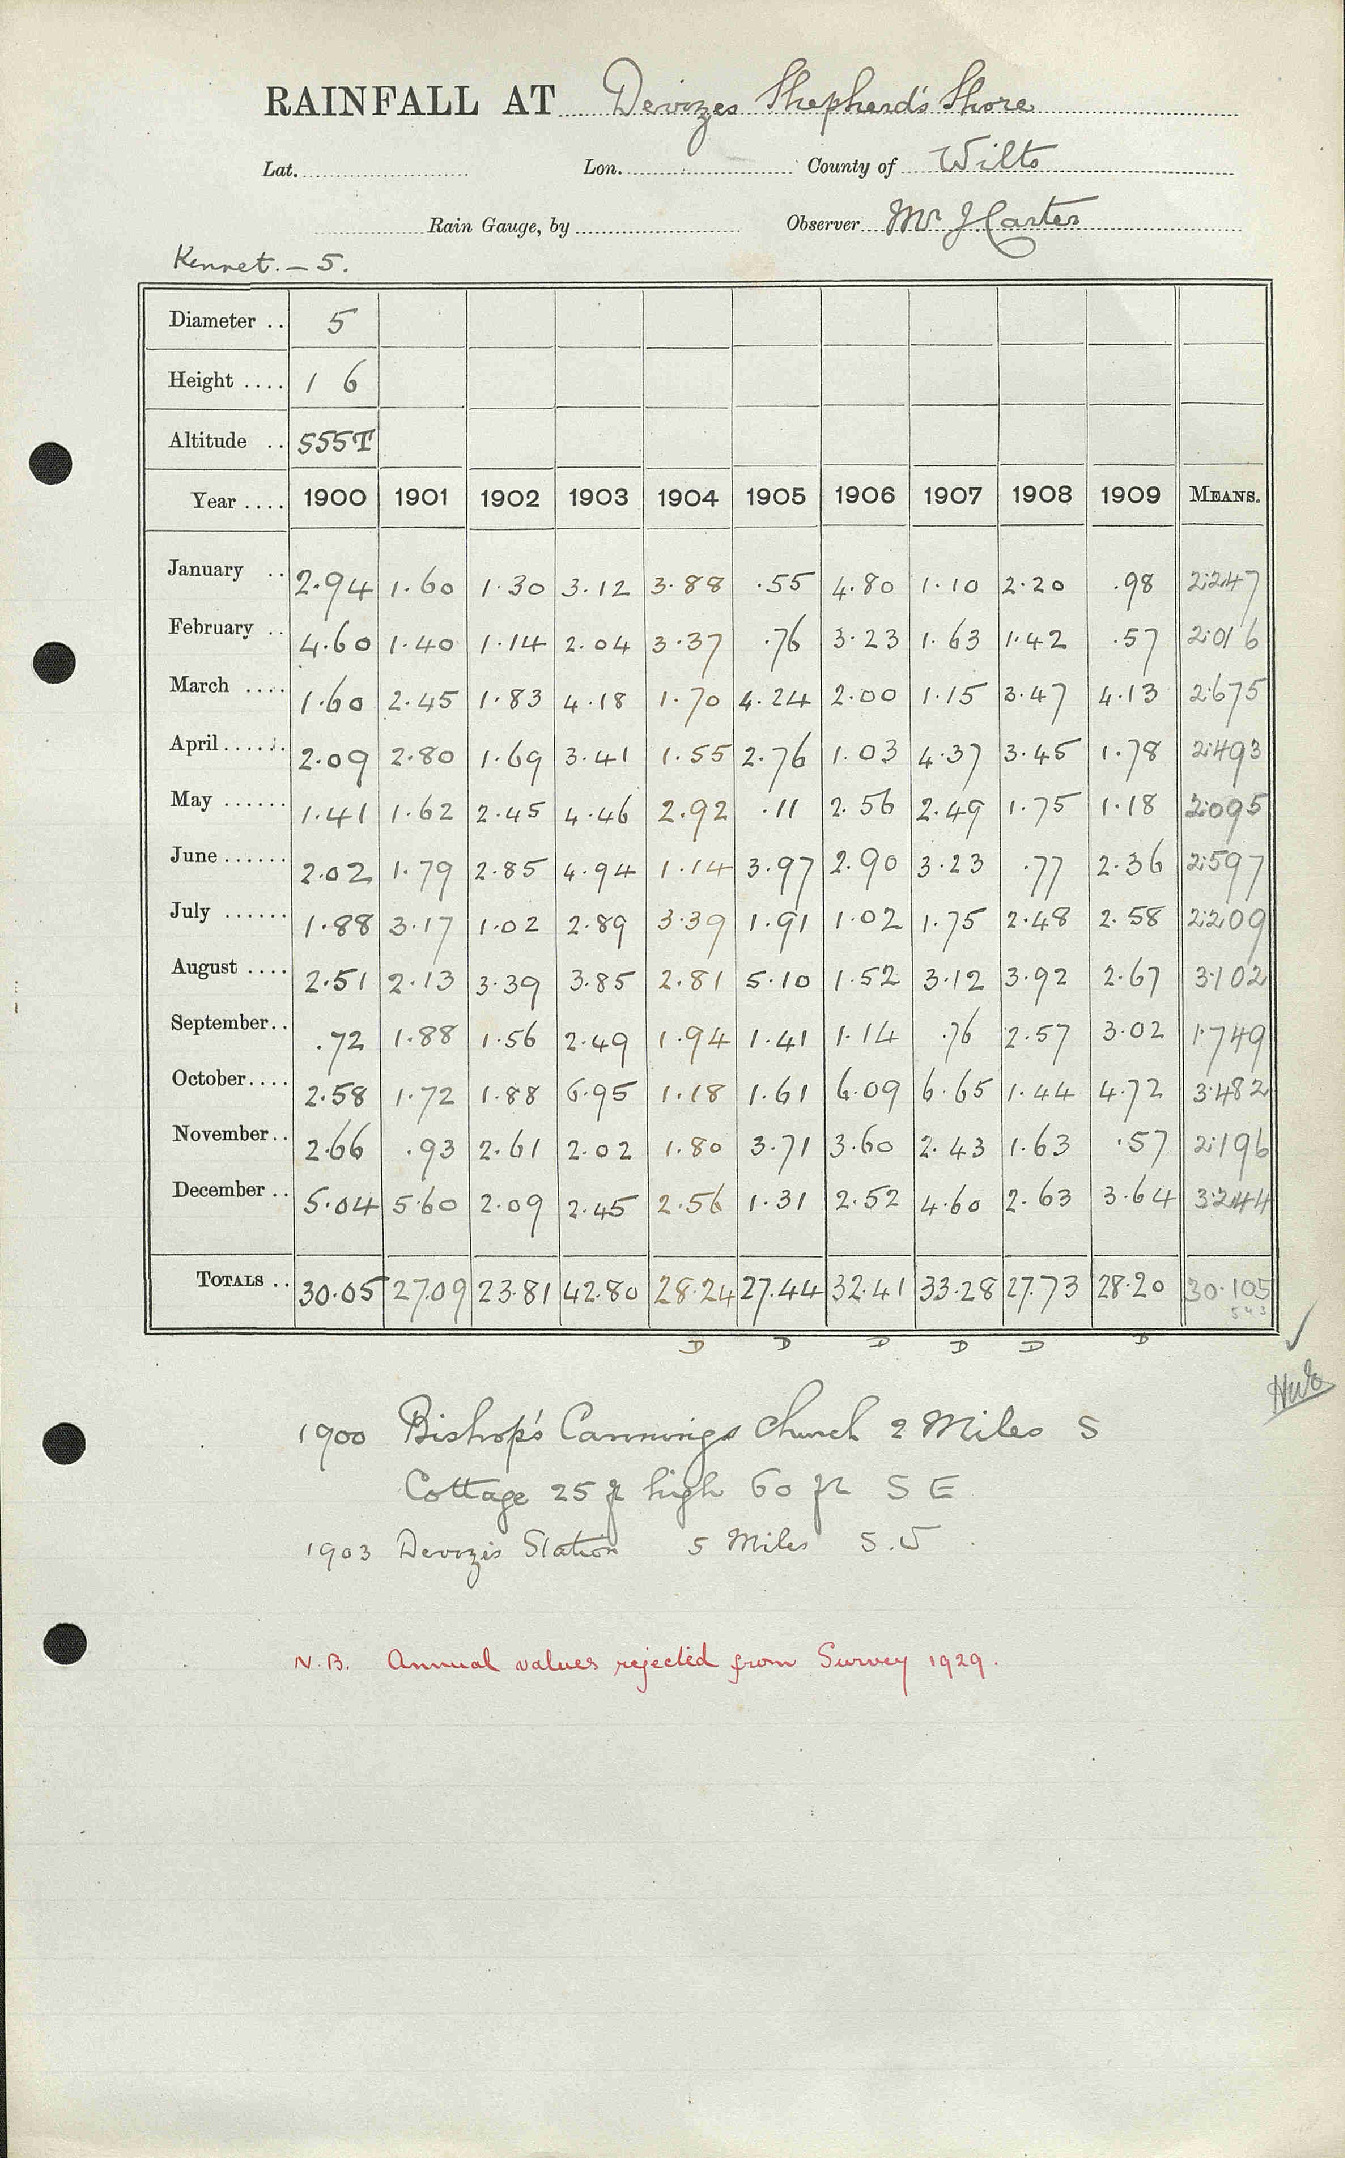 RAINFALL AT Devizes Shepherd's Shore
Lat. Lon. County of Wilts
Rain Gauge, by Observer Mr J. Carter
Kennet. - 5.
Diameter .. 5
Height .... 1 6
Altitude .. 555T
Year .... 1900 1901 1902 1903 1904 1905 1906 1907 1908 1909 MEANS.
January .. 2.94 1.60 1.30 3.12 3.88 .55 4.80 1.10 2.20 .98 2.247
February .. 4.60 1.40 1.14 2.04 3.37 .76 3.23 1.63 1.42 .57 2.016
March .... 1.60 2.45 1.83 4.18 1.70 4.24 2.00 1.15 3.47 4.13 2.675
April ..... 2.09 2.80 1.69 3.41 1.55 2.76 1.03 4.37 3.45 1.78 2.493
May ...... 1.41 1.62 2.45 4.46 2.92 .11 2.56 2.49 1.75 1.18 2.095
June ...... 2.02 1.79 2.85 4.94 1.14 3.97 2.90 3.23 .77 2.36 2.597
July ...... 1.88 3.17 1.02 2.89 3.39 1.91 1.02 1.75 2.48 2.58 2.209
August .... 2.51 2.13 3.39 3.85 2.81 5.10 1.52 3.12 3.92 2.67 3.102
September.. .72 1.88 1.56 2.49 1.94 1.41 1.14 .76 2.57 3.02 1.749
October.... 2.58 1.72 1.88 6.95 1.18 1.61 6.09 6.65 1.44 4.72 3.482
November.. 2.66 .93 2.61 2.02 1.80 3.71 3.60 2.43 1.63 .57 2.196
December .. 5.04 5.60 2.09 2.45 2.56 1.31 2.52 4.60 2.63 3.64 3.244
TOTALS .. 30.05 27.09 23.81 42.80 28.24 27.44 32.41 33.28 27.73 28.20 30.105
543
D D D D D D
1900 Bishop's Cannings Church 2 Miles S
Cottage 25 ft high 60 ft S E
1903 Devizes Station 5 Miles S.W
N.B. Annual values rejected from Survey 1929.